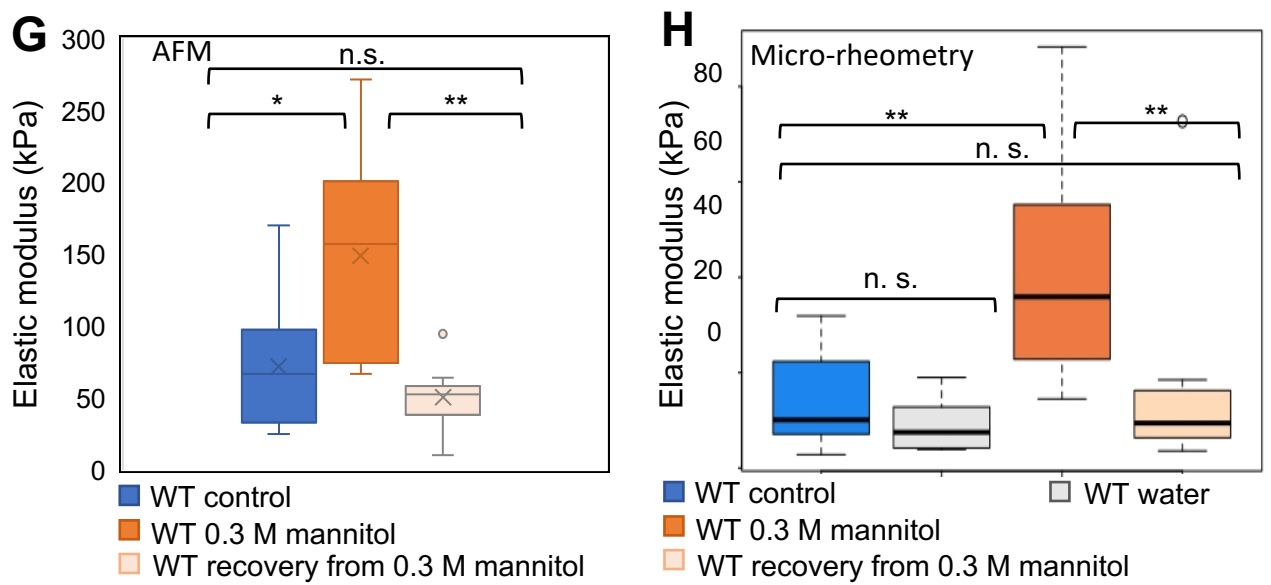 G
AFM
n.s.
*
**
300
250
200
150
100
50
0
Elastic modulus (kPa)
WT control
WT 0.3 M mannitol
WT recovery from 0.3 M mannitol
H
Micro-rheometry
**
**
n. s.
n. s.
80
60
40
20
0
Elastic modulus (kPa)
WT control
WT water
WT 0.3 M mannitol
WT recovery from 0.3 M mannitol